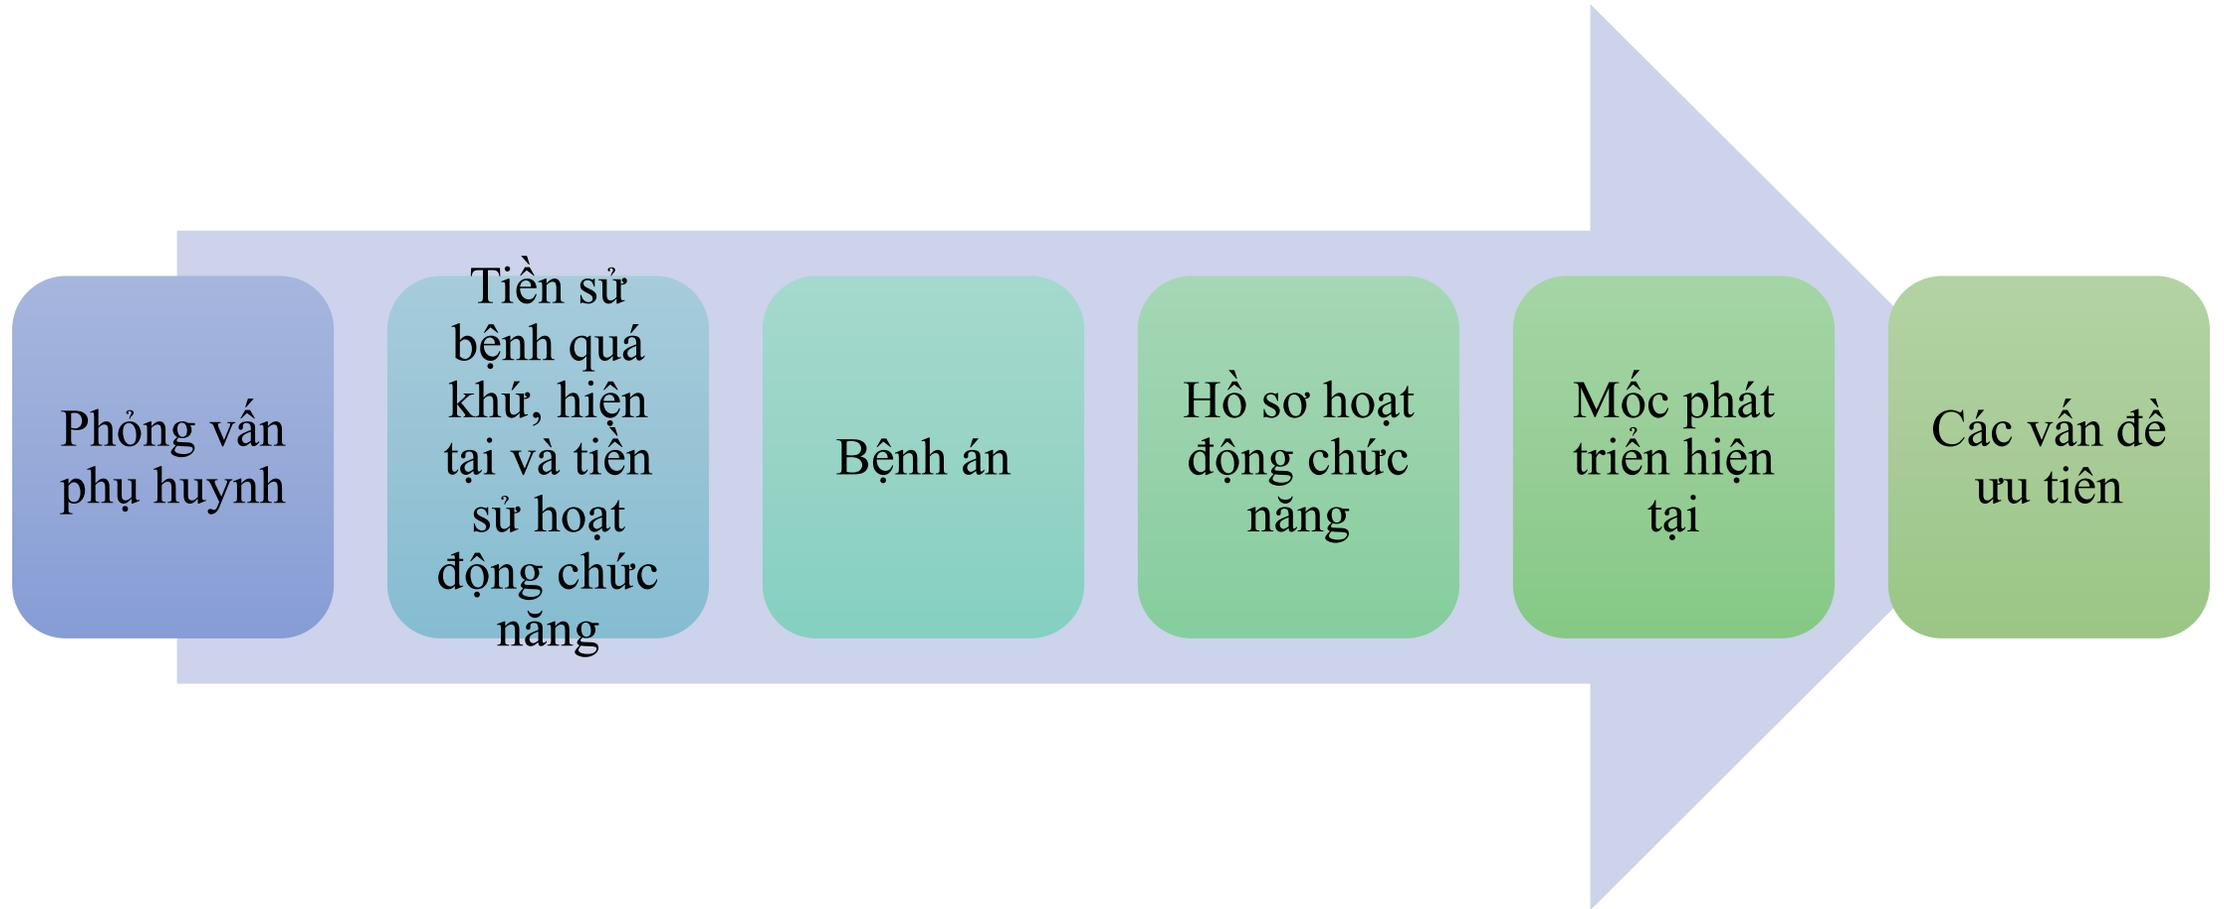 Phỏng vấn
phụ huynh
Tiền sử
bệnh quá
khứ, hiện
tại và tiền
sử hoạt
động chức
năng
Bệnh án
Hồ sơ hoạt
động chức
năng
Mốc phát
triển hiện
tại
Các vấn đề
ưu tiên